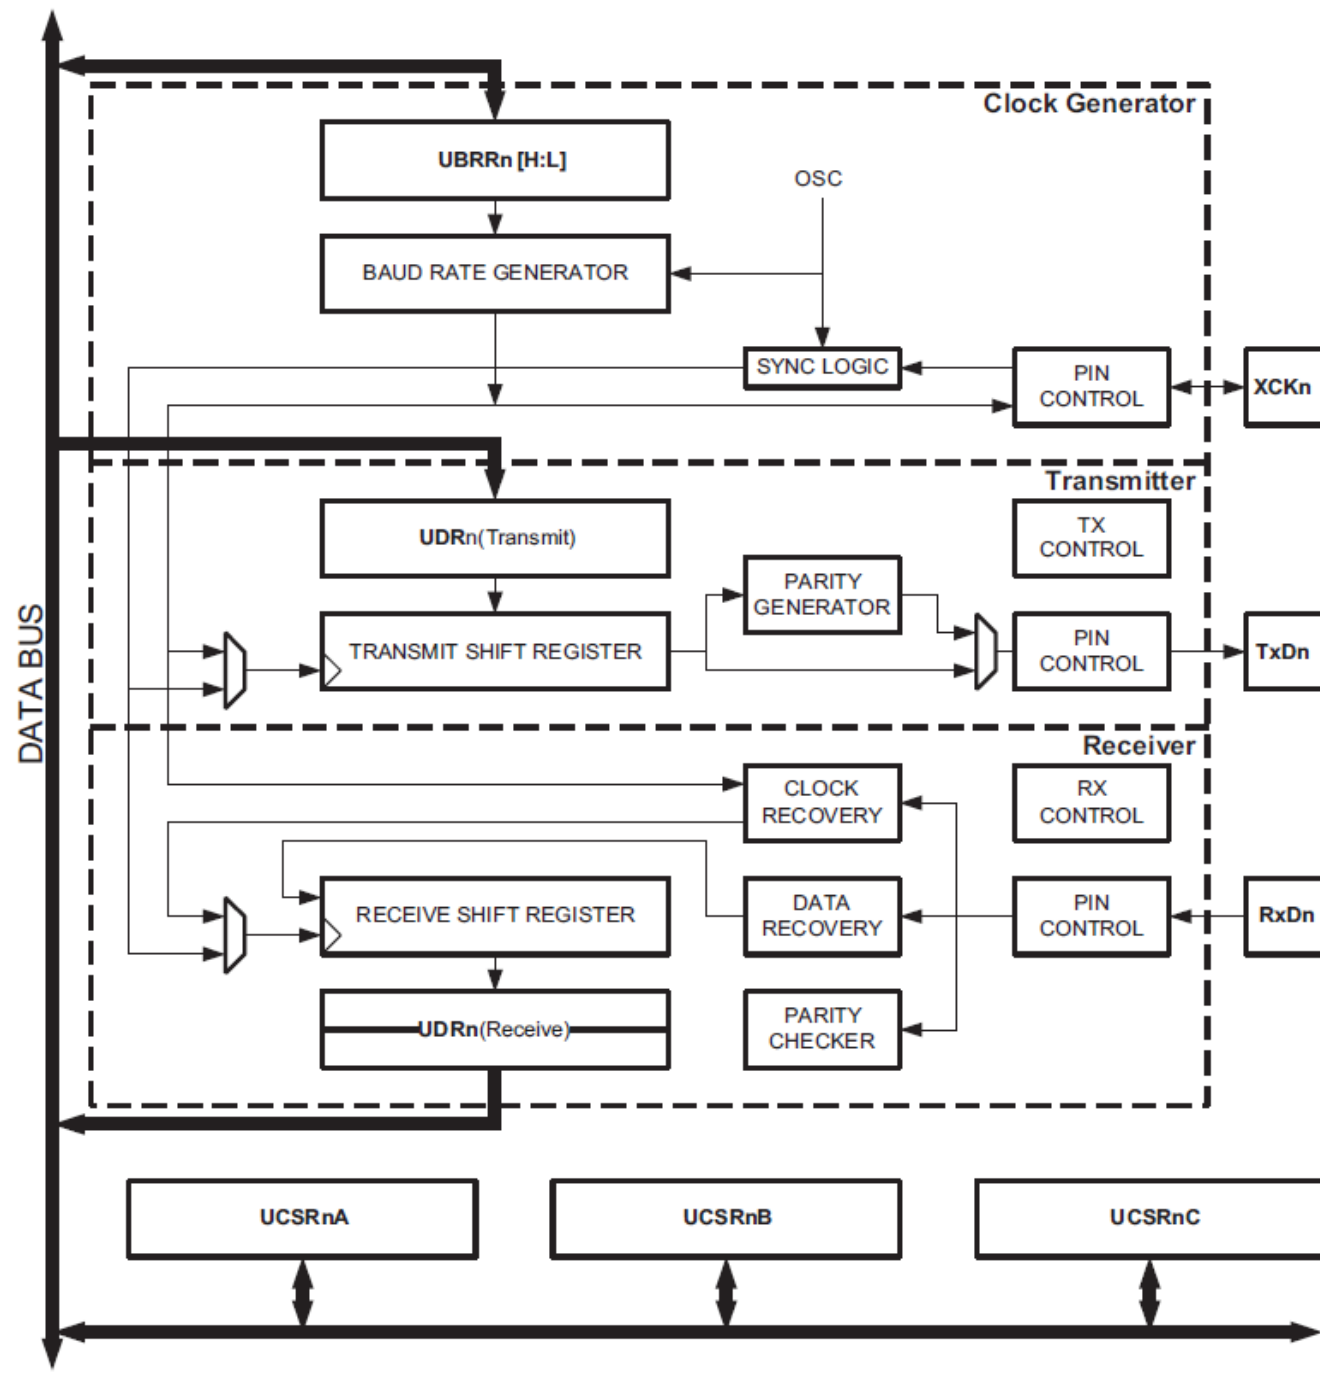 Clock Generator
UBRRn [H:L]
OSC
BAUD RATE GENERATOR
SYNC LOGIC
PIN
CONTROL
XCKn
Transmitter
UDRn(Transmit)
TX
CONTROL
PARITY
GENERATOR
TRANSMIT SHIFT REGISTER
PIN
CONTROL
TxDn
DATA BUS
Receiver
CLOCK
RECOVERY
RX
CONTROL
RECEIVE SHIFT REGISTER
DATA
RECOVERY
PIN
CONTROL
RxDn
UDRn(Receive)
PARITY
CHECKER
UCSRnA
UCSRnB
UCSRnC